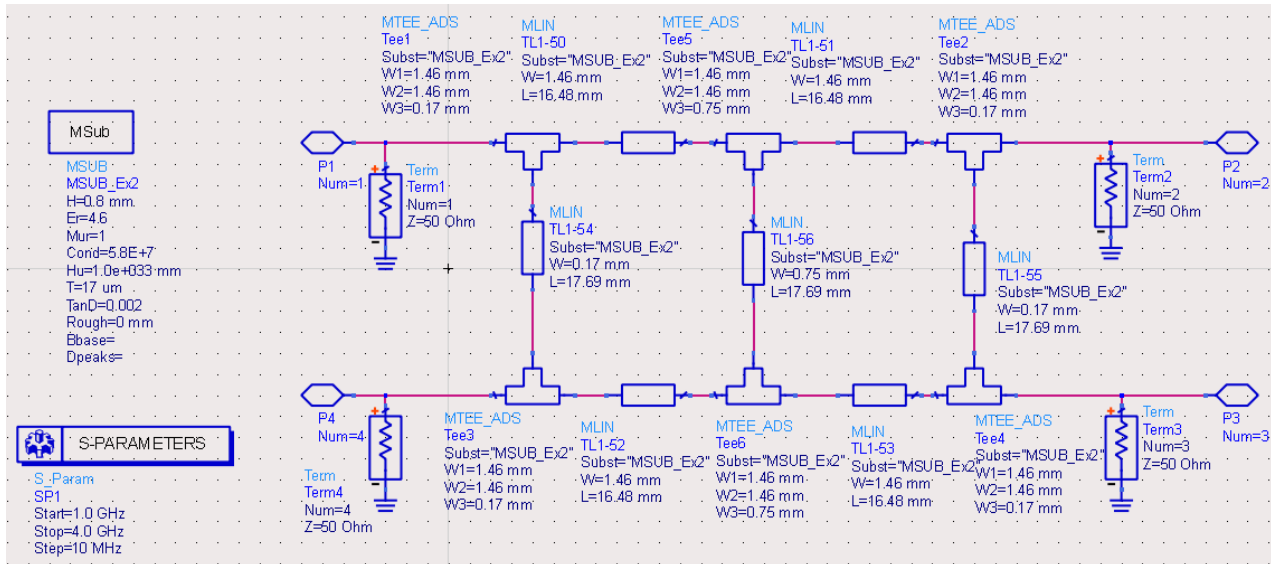 MTEE_ADS
Tee1
Subst="MSUB_Ex2"
W1=1.46 mm
W2=1.46 mm
W3=0.17 mm
MLIN
TL1-50
Subst="MSUB_Ex2"
W=1.46 mm
L=16.48 mm
MTEE_ADS
Tee5
Subst="MSUB_Ex2"
W1=1.46 mm
W2=1.46 mm
W3=0.75 mm
MLIN
TL1-51
Subst="MSUB_Ex2"
W=1.46 mm
L=16.48 mm
MTEE_ADS
Tee2
Subst="MSUB_Ex2"
W1=1.46 mm
W2=1.46 mm
W3=0.17 mm
MSub
MSUB
MSUB_Ex2
H=0.8 mm
Er=4.6
Mur=1
Cond=5.8E+7
Hu=1.0e+033 mm
T=17 um
TanD=0.002
Rough=0 mm
Bbase=
Dpeaks=
P1
Num=1
+
Term
Term1
Num=1
Z=50 Ohm
-
MLIN
TL1-54
Subst="MSUB_Ex2"
W=0.17 mm
L=17.69 mm
MLIN
TL1-56
Subst="MSUB_Ex2"
W=0.75 mm
L=17.69 mm
MLIN
TL1-55
Subst="MSUB_Ex2"
W=0.17 mm
L=17.69 mm
+
Term
Term2
Num=2
Z=50 Ohm
-
P2
Num=2
P4
Num=4
+
-
Term
Term4
Num=4
Z=50 Ohm
MTEE_ADS
Tee3
Subst="MSUB_Ex2"
W1=1.46 mm
W2=1.46 mm
W3=0.17 mm
MLIN
TL1-52
Subst="MSUB_Ex2"
W=1.46 mm
L=16.48 mm
MTEE_ADS
Tee6
Subst="MSUB_Ex2"
W1=1.46 mm
W2=1.46 mm
W3=0.75 mm
MLIN
TL1-53
Subst="MSUB_Ex2"
W=1.46 mm
L=16.48 mm
MTEE_ADS
Tee4
Subst="MSUB_Ex2"
W1=1.46 mm
W2=1.46 mm
W3=0.17 mm
+
Term
Term3
Num=3
Z=50 Ohm
-
P3
Num=3
S-PARAMETERS
S_Param
SP1
Start=1.0 GHz
Stop=4.0 GHz
Step=10 MHz